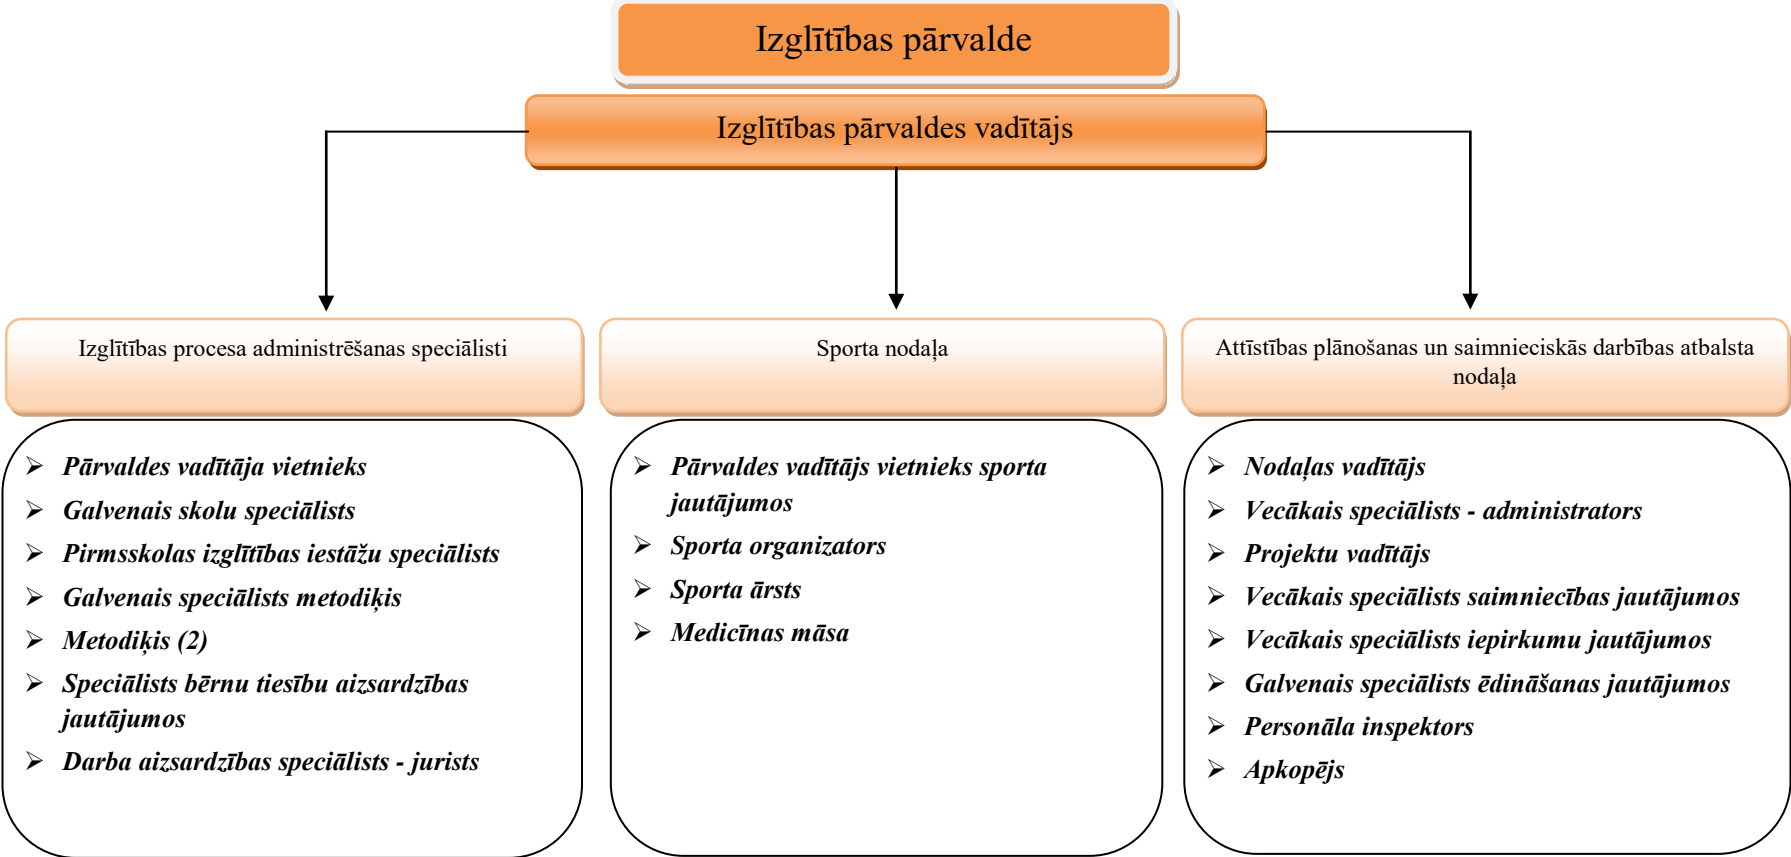 Izglītības pārvalde
Izglītības pārvaldes vadītājs
Izglītības procesa administrēšanas speciālisti
➢ Pārvaldes vadītāja vietnieks
➢ Galvenais skolu speciālists
➢ Pirmsskolas izglītības iestāžu speciālists
➢ Galvenais speciālists metodiķis
➢ Metodiķis (2)
➢ Speciālists bērnu tiesību aizsardzības
jautājumos
➢ Darba aizsardzības speciālists - jurists
Sporta nodaļa
➢ Pārvaldes vadītājs vietnieks sporta
jautājumos
➢ Sporta organizators
➢ Sporta ārsts
➢ Medicīnas māsa
Attīstības plānošanas un saimnieciskās darbības atbalsta
nodaļa
➢ Nodaļas vadītājs
➢ Vecākais speciālists - administrators
➢ Projektu vadītājs
➢ Vecākais speciālists saimniecības jautājumos
➢ Vecākais speciālists iepirkumu jautājumos
➢ Galvenais speciālists ēdināšanas jautājumos
➢ Personāla inspektors
➢ Apkopējs